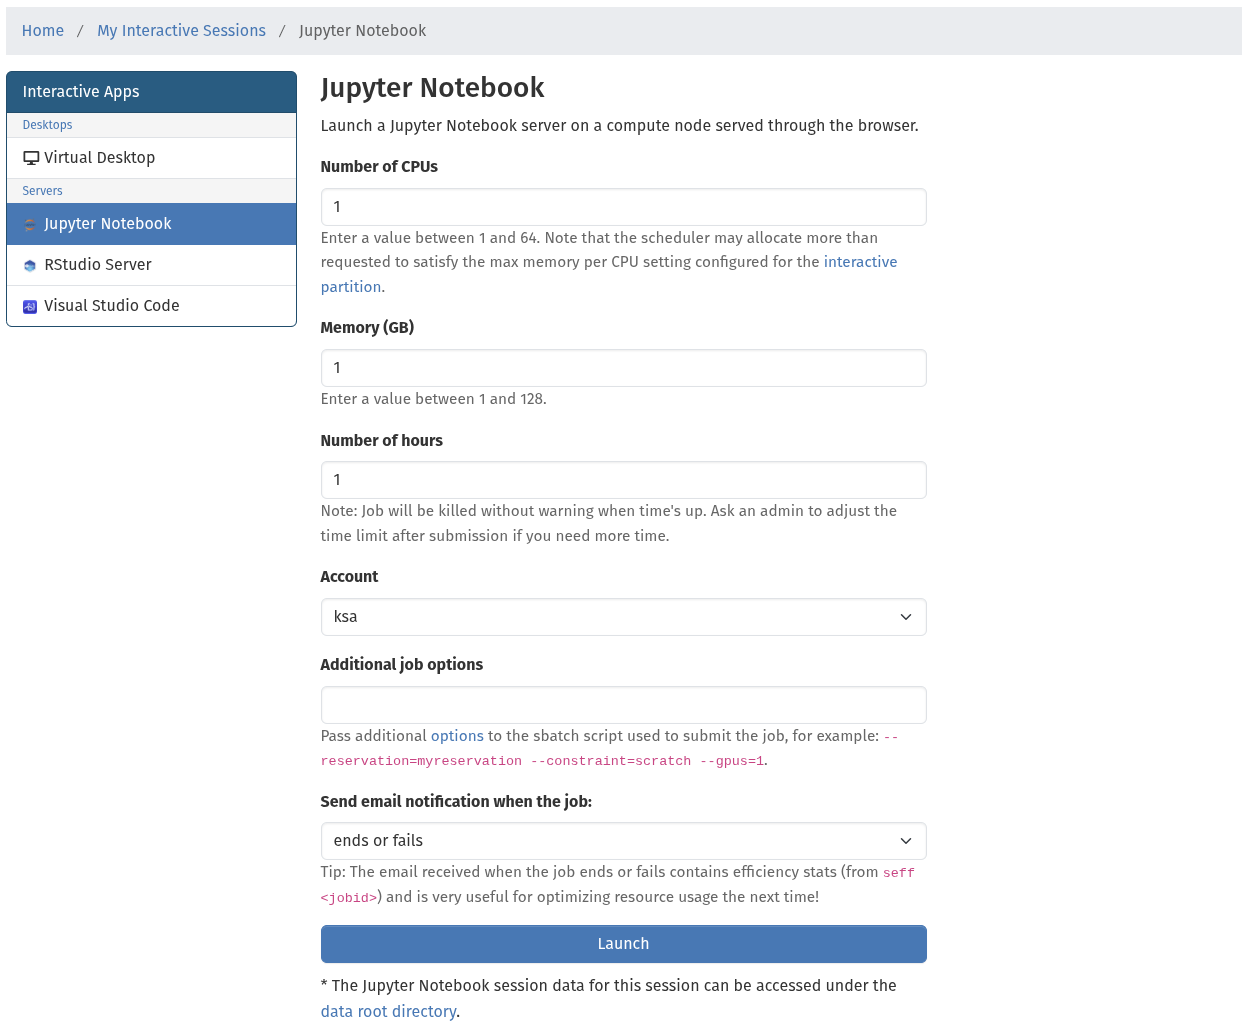 Home / My Interactive Sessions / Jupyter Notebook
Interactive Apps
Desktops
Virtual Desktop
Servers
Jupyter Notebook
RStudio Server
Visual Studio Code
Jupyter Notebook
Launch a Jupyter Notebook server on a compute node served through the browser.
Number of CPUs
1
Enter a value between 1 and 64. Note that the scheduler may allocate more than
requested to satisfy the max memory per CPU setting configured for the interactive
partition.
Memory (GB)
1
Enter a value between 1 and 128.
Number of hours
1
Note: Job will be killed without warning when time's up. Ask an admin to adjust the
time limit after submission if you need more time.
Account
ksa
Additional job options
Pass additional options to the sbatch script used to submit the job, for example: --
reservation=myreservation --constraint=scratch --gpus=1.
Send email notification when the job:
ends or fails
Tip: The email received when the job ends or fails contains efficiency stats (from seff
<jobid>) and is very useful for optimizing resource usage the next time!
Launch
* The Jupyter Notebook session data for this session can be accessed under the
data root directory.